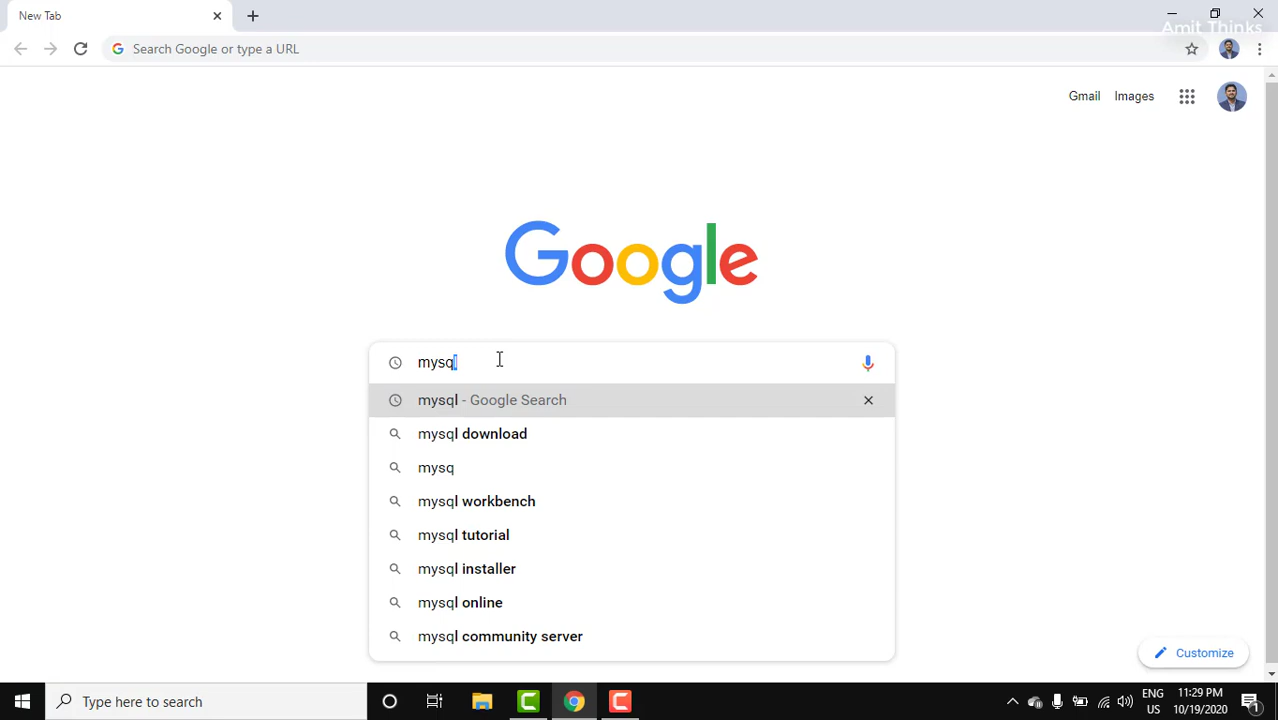 New Tab
Amit Thinks
Search Google or type a URL
Gmail Images
Google
mysql
mysql - Google Search
mysql download
mysq
mysql workbench
mysql tutorial
mysql installer
mysql online
mysql community server
Customize
Type here to search
ENG
US
11:29 PM
10/19/2020
1